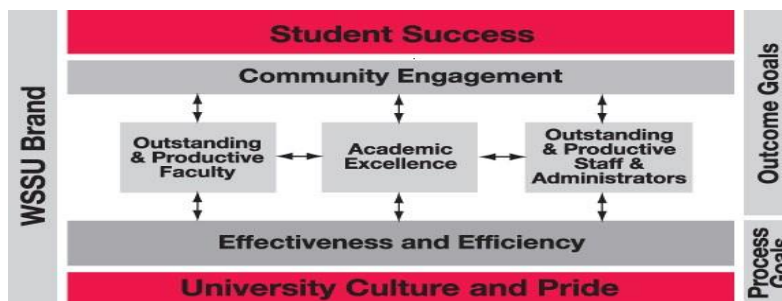 WSSU Brand
Student Success
Community Engagement
Outstanding
& Productive
Faculty
Academic
Excellence
Outstanding
& Productive
Staff &
Administrators
Effectiveness and Efficiency
University Culture and Pride
Outcome Goals
Process
Goals